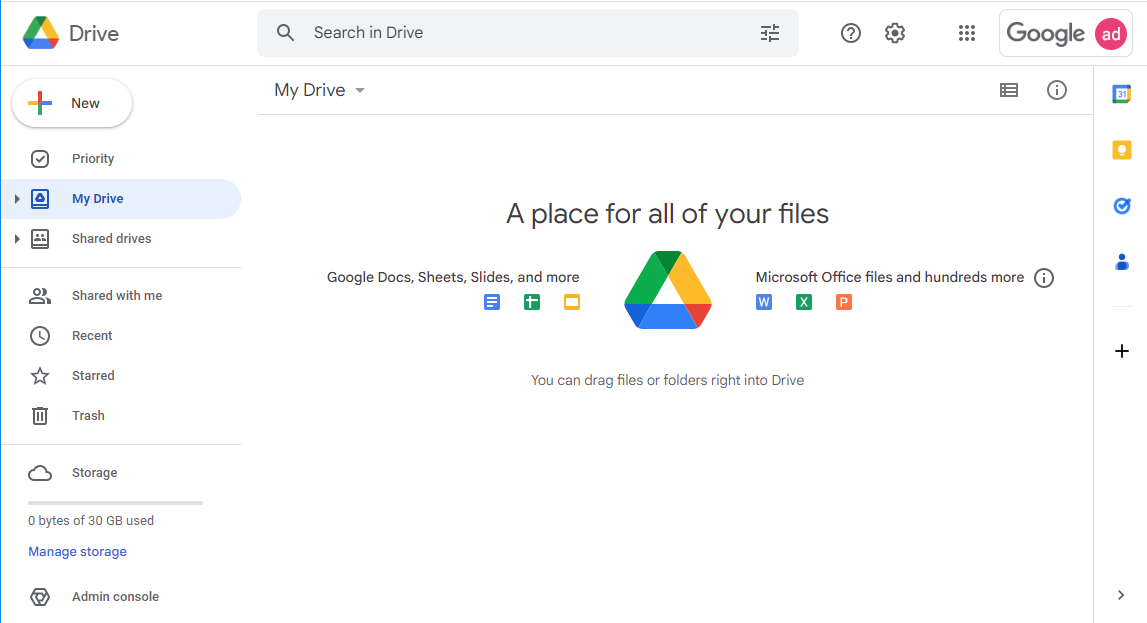 Drive
Search in Drive
Google
ad
New
My Drive
31
Priority
My Drive
Shared drives
A place for all of your files
Google Docs, Sheets, Slides, and more
Microsoft Office files and hundreds more
W
X
P
You can drag files or folders right into Drive
Shared with me
Recent
Starred
Trash
Storage
0 bytes of 30 GB used
Manage storage
Admin console